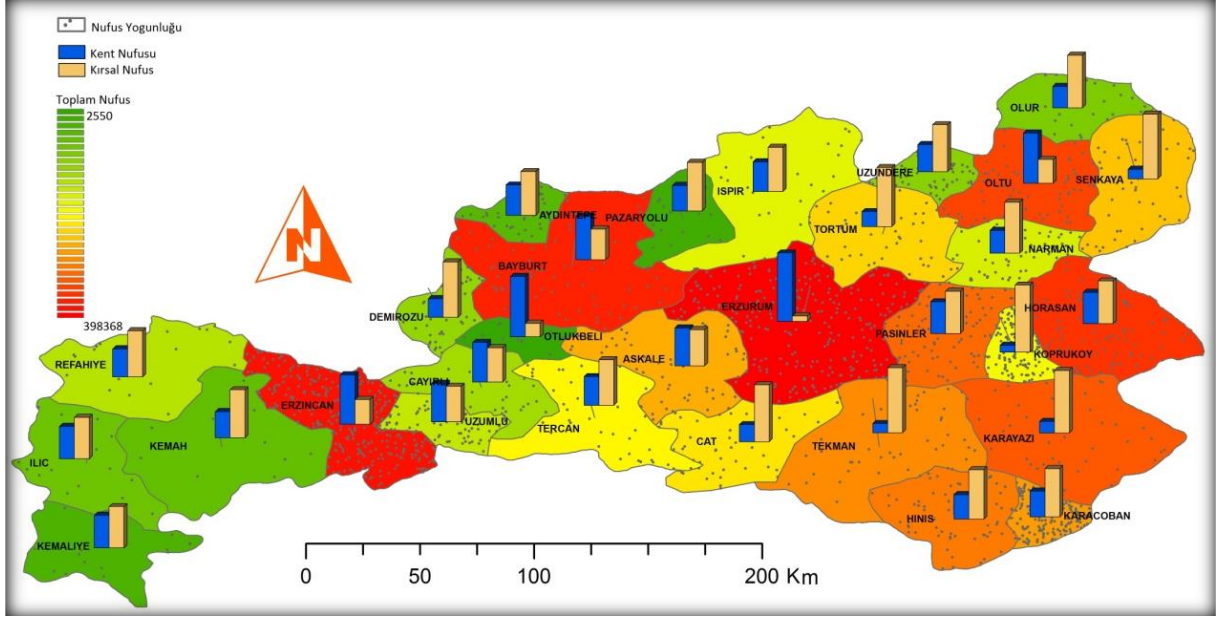 Nufus Yogunluğu
Kent Nufusu
Kırsal Nufus
Toplam Nufus
2550
398368
N
OLUR
UZUNDERE
OLTU
SENKAYA
ISPIR
AYDINTEPE
PAZARYOLU
TORTUM
NARMAN
BAYBURT
ERZURUM
HORASAN
DEMIROZU
OTLUKBELI
PASINLER
KOPRUKOY
REFAHIYE
ASKALE
CAYIRLI
ERZINCAN
UZUMLU
TERCAN
CAT
TEKMAN
KARAYAZI
KEMAH
ILIC
HINIS
KARACOBAN
KEMALIYE
0 50 100 200 Km